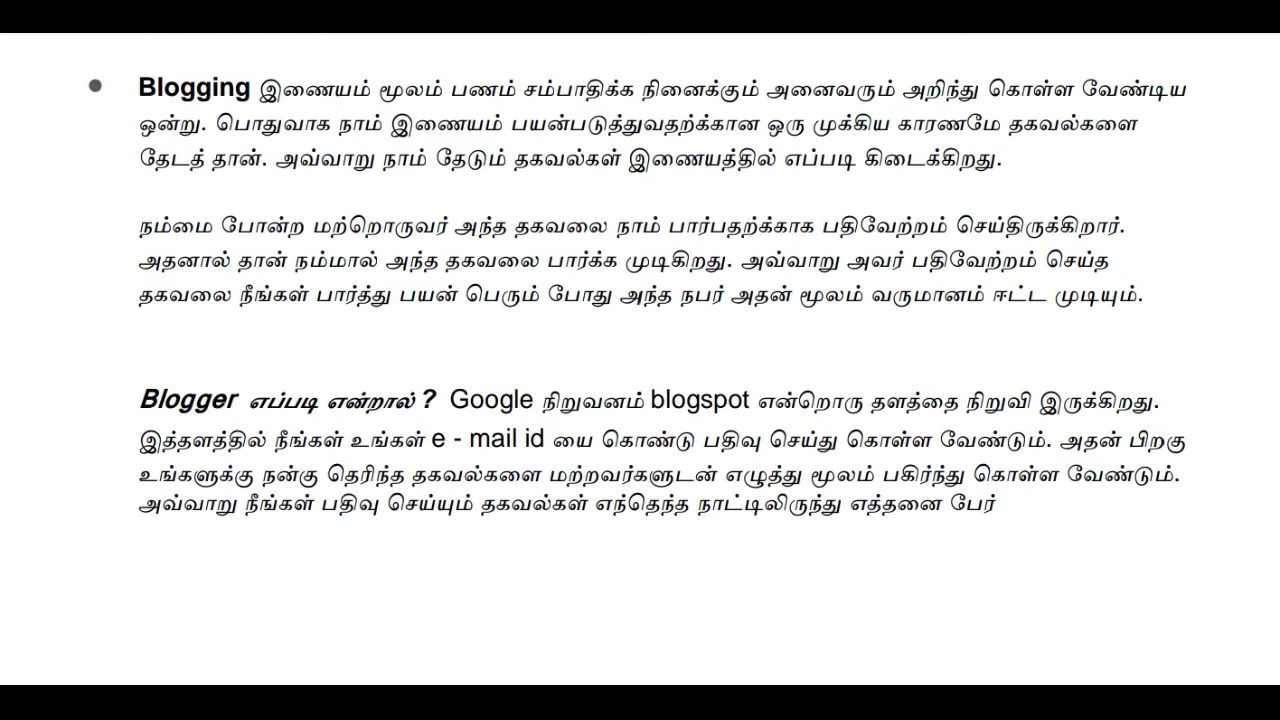 ● Blogging இணையம் மூலம் பணம் சம்பாதிக்க நினைக்கும் அனைவரும் அறிந்து கொள்ள வேண்டிய
ஒன்று. பொதுவாக நாம் இணையம் பயன்படுத்துவதற்க்கான ஒரு முக்கிய காரணமே தகவல்களை
தேடத் தான். அவ்வாறு நாம் தேடும் தகவல்கள் இணையத்தில் எப்படி கிடைக்கிறது.
நம்மை போன்ற மற்றொருவர் அந்த தகவலை நாம் பார்பதற்க்காக பதிவேற்றம் செய்திருக்கிறார்.
அதனால் தான் நம்மால் அந்த தகவலை பார்க்க முடிகிறது. அவ்வாறு அவர் பதிவேற்றம் செய்த
தகவலை நீங்கள் பார்த்து பயன் பெரும் போது அந்த நபர் அதன் மூலம் வருமானம் ஈட்ட முடியும்.
Blogger எப்படி என்றால் ? Google நிறுவனம் blogspot என்றொரு தளத்தை நிறுவி இருக்கிறது.
இத்தளத்தில் நீங்கள் உங்கள் e - mail id யை கொண்டு பதிவு செய்து கொள்ள வேண்டும். அதன் பிறகு
உங்களுக்கு நன்கு தெரிந்த தகவல்களை மற்றவர்களுடன் எழுத்து மூலம் பகிர்ந்து கொள்ள வேண்டும்.
அவ்வாறு நீங்கள் பதிவு செய்யும் தகவல்கள் எந்தெந்த நாட்டிலிருந்து எத்தனை பேர்